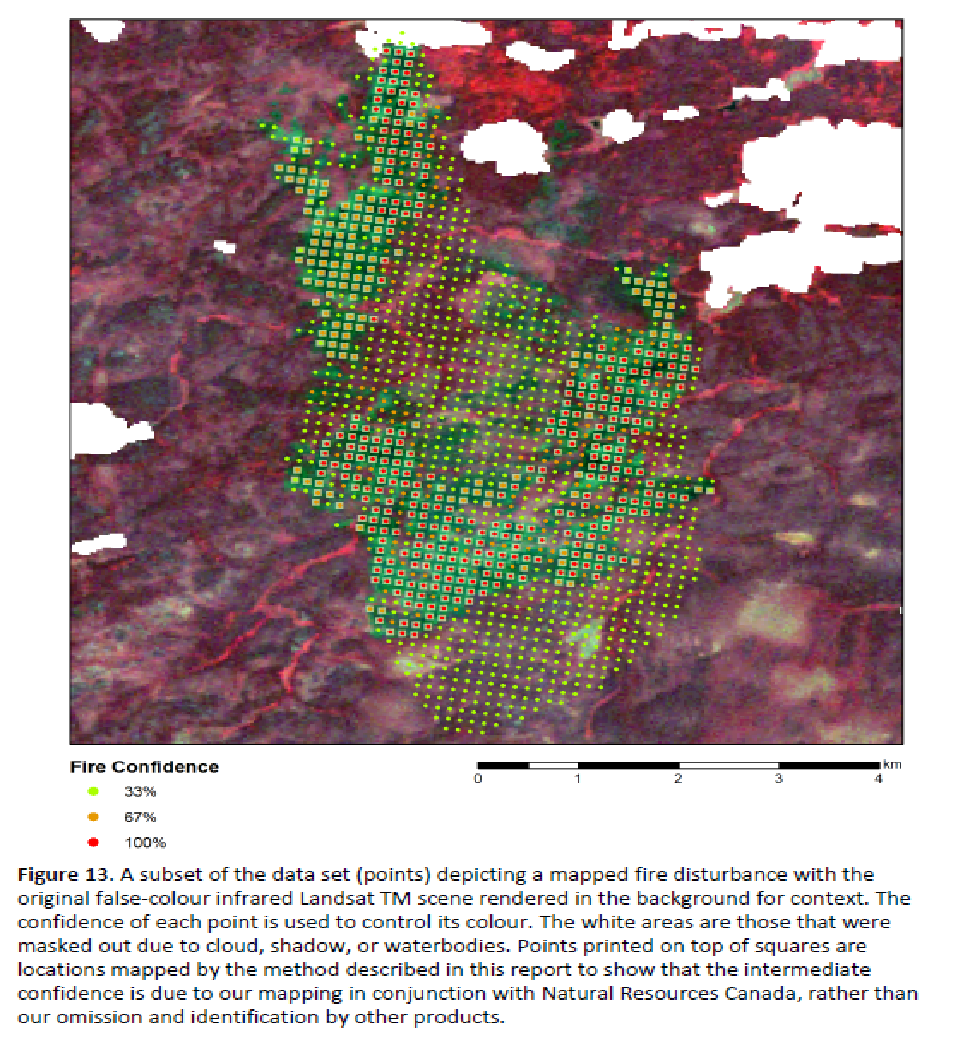 Fire Confidence
33%
67%
100%
km
0 1 2 3 4
Figure 13. A subset of the data set (points) depicting a mapped fire disturbance with the
original false-colour infrared Landsat TM scene rendered in the background for context. The
confidence of each point is used to control its colour. The white areas are those that were
masked out due to cloud, shadow, or waterbodies. Points printed on top of squares are
locations mapped by the method described in this report to show that the intermediate
confidence is due to our mapping in conjunction with Natural Resources Canada, rather than
our omission and identification by other products.